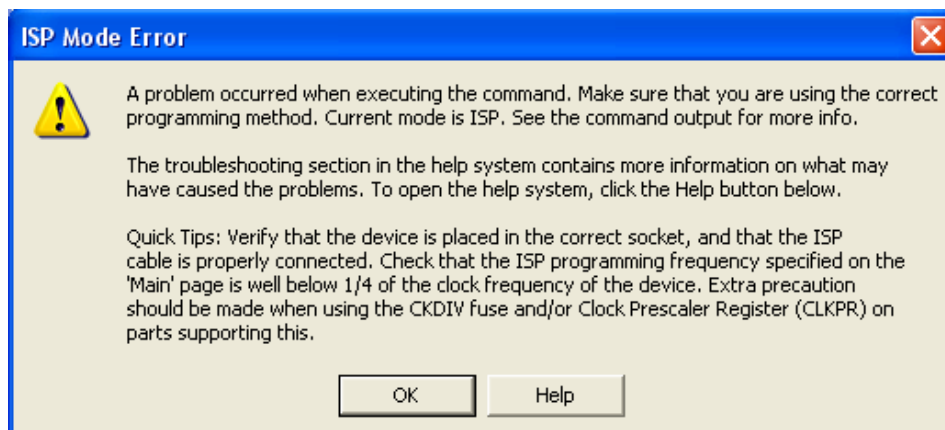 ISP Mode Error
A problem occurred when executing the command. Make sure that you are using the correct
programming method. Current mode is ISP. See the command output for more info.
The troubleshooting section in the help system contains more information on what may
have caused the problems. To open the help system, click the Help button below.
Quick Tips: Verify that the device is placed in the correct socket, and that the ISP
cable is properly connected. Check that the ISP programming frequency specified on the
'Main' page is well below 1/4 of the clock frequency of the device. Extra precaution
should be made when using the CKDIV fuse and/or Clock Prescaler Register (CLKPR) on
parts supporting this.
OK Help